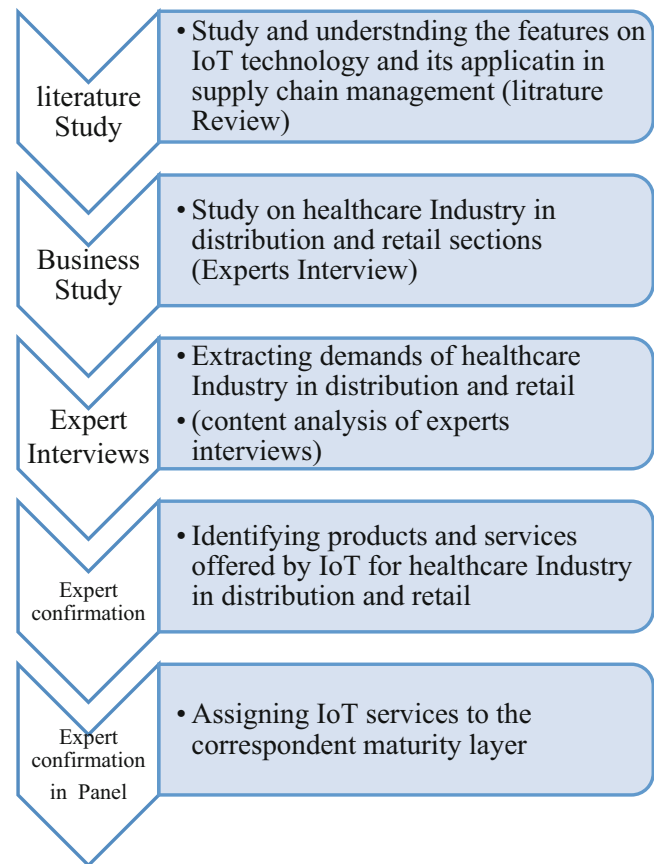 literature
Study
• Study and understnding the features on
IoT technology and its applicatin in
supply chain management (litrature
Review)
Business
Study
• Study on healthcare Industry in
distribution and retail sections
(Experts Interview)
Expert
Interviews
• Extracting demands of healthcare
Industry in distribution and retail
• (content analysis of experts
interviews)
Expert
confirmation
• Identifying products and services
offered by IoT for healthcare Industry
in distribution and retail
Expert
confirmation
in Panel
• Assigning IoT services to the
correspondent maturity layer